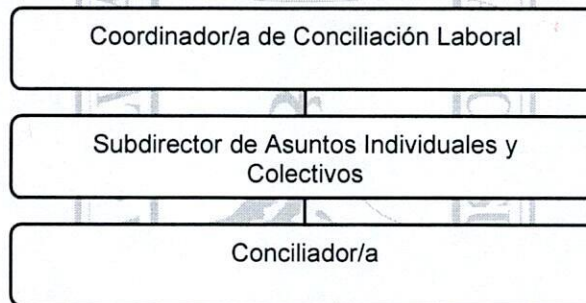 Coordinador/a de Conciliación Laboral
Subdirector de Asuntos Individuales y
Colectivos
Conciliador/a